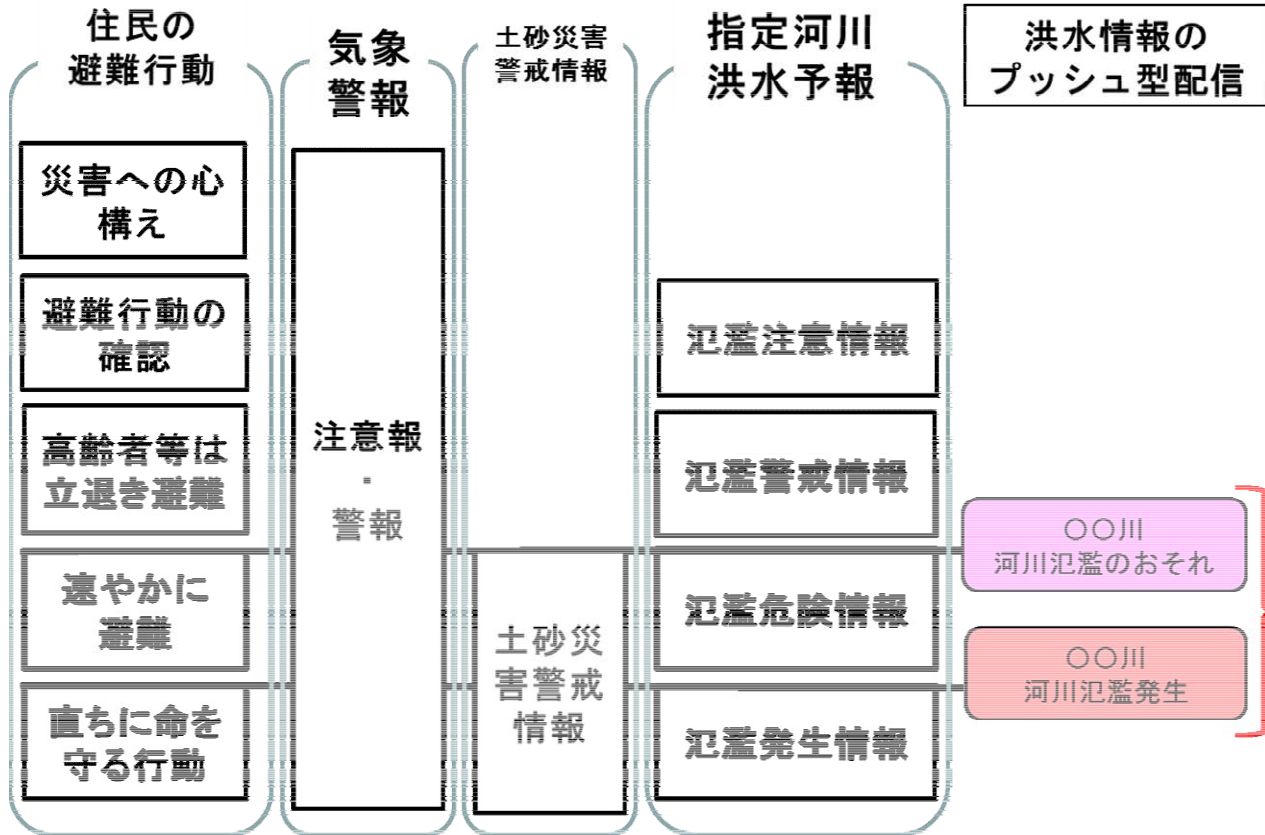 住民の
避難行動
気象
警報
土砂災害
警戒情報
指定河川
洪水予報
洪水情報の
プッシュ型配信
災害への心
構え
避難行動の
確認
高齢者等は
立退き避難
速やかに
避難
直ちに命を
守る行動
注意報
・
警報
土砂災
害警戒
情報
氾濫注意情報
氾濫警戒情報
氾濫危険情報
氾濫発生情報
〇〇川
河川氾濫のおそれ
〇〇川
河川氾濫発生